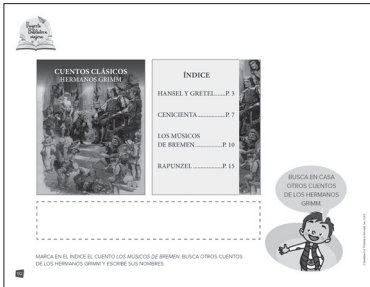 CUENTOS CLÁSICOS
HERMANOS GRIMM
ÍNDICE
HANSEL Y GRETEL......P. 3
CENICIENTA..............P. 7
LOS MÚSICOS
DE BREMEN..............P. 10
RAPUNZEL..............P. 15
BUSCA EN CASA
OTROS CUENTOS
DE LOS HERMANOS
GRIMM.
MARCA EN EL ÍNDICE EL CUENTO LOS MÚSICOS DE BREMEN. BUSCA OTROS CUENTOS
DE LOS HERMANOS GRIMM Y ESCRIBE SUS NOMBRES.